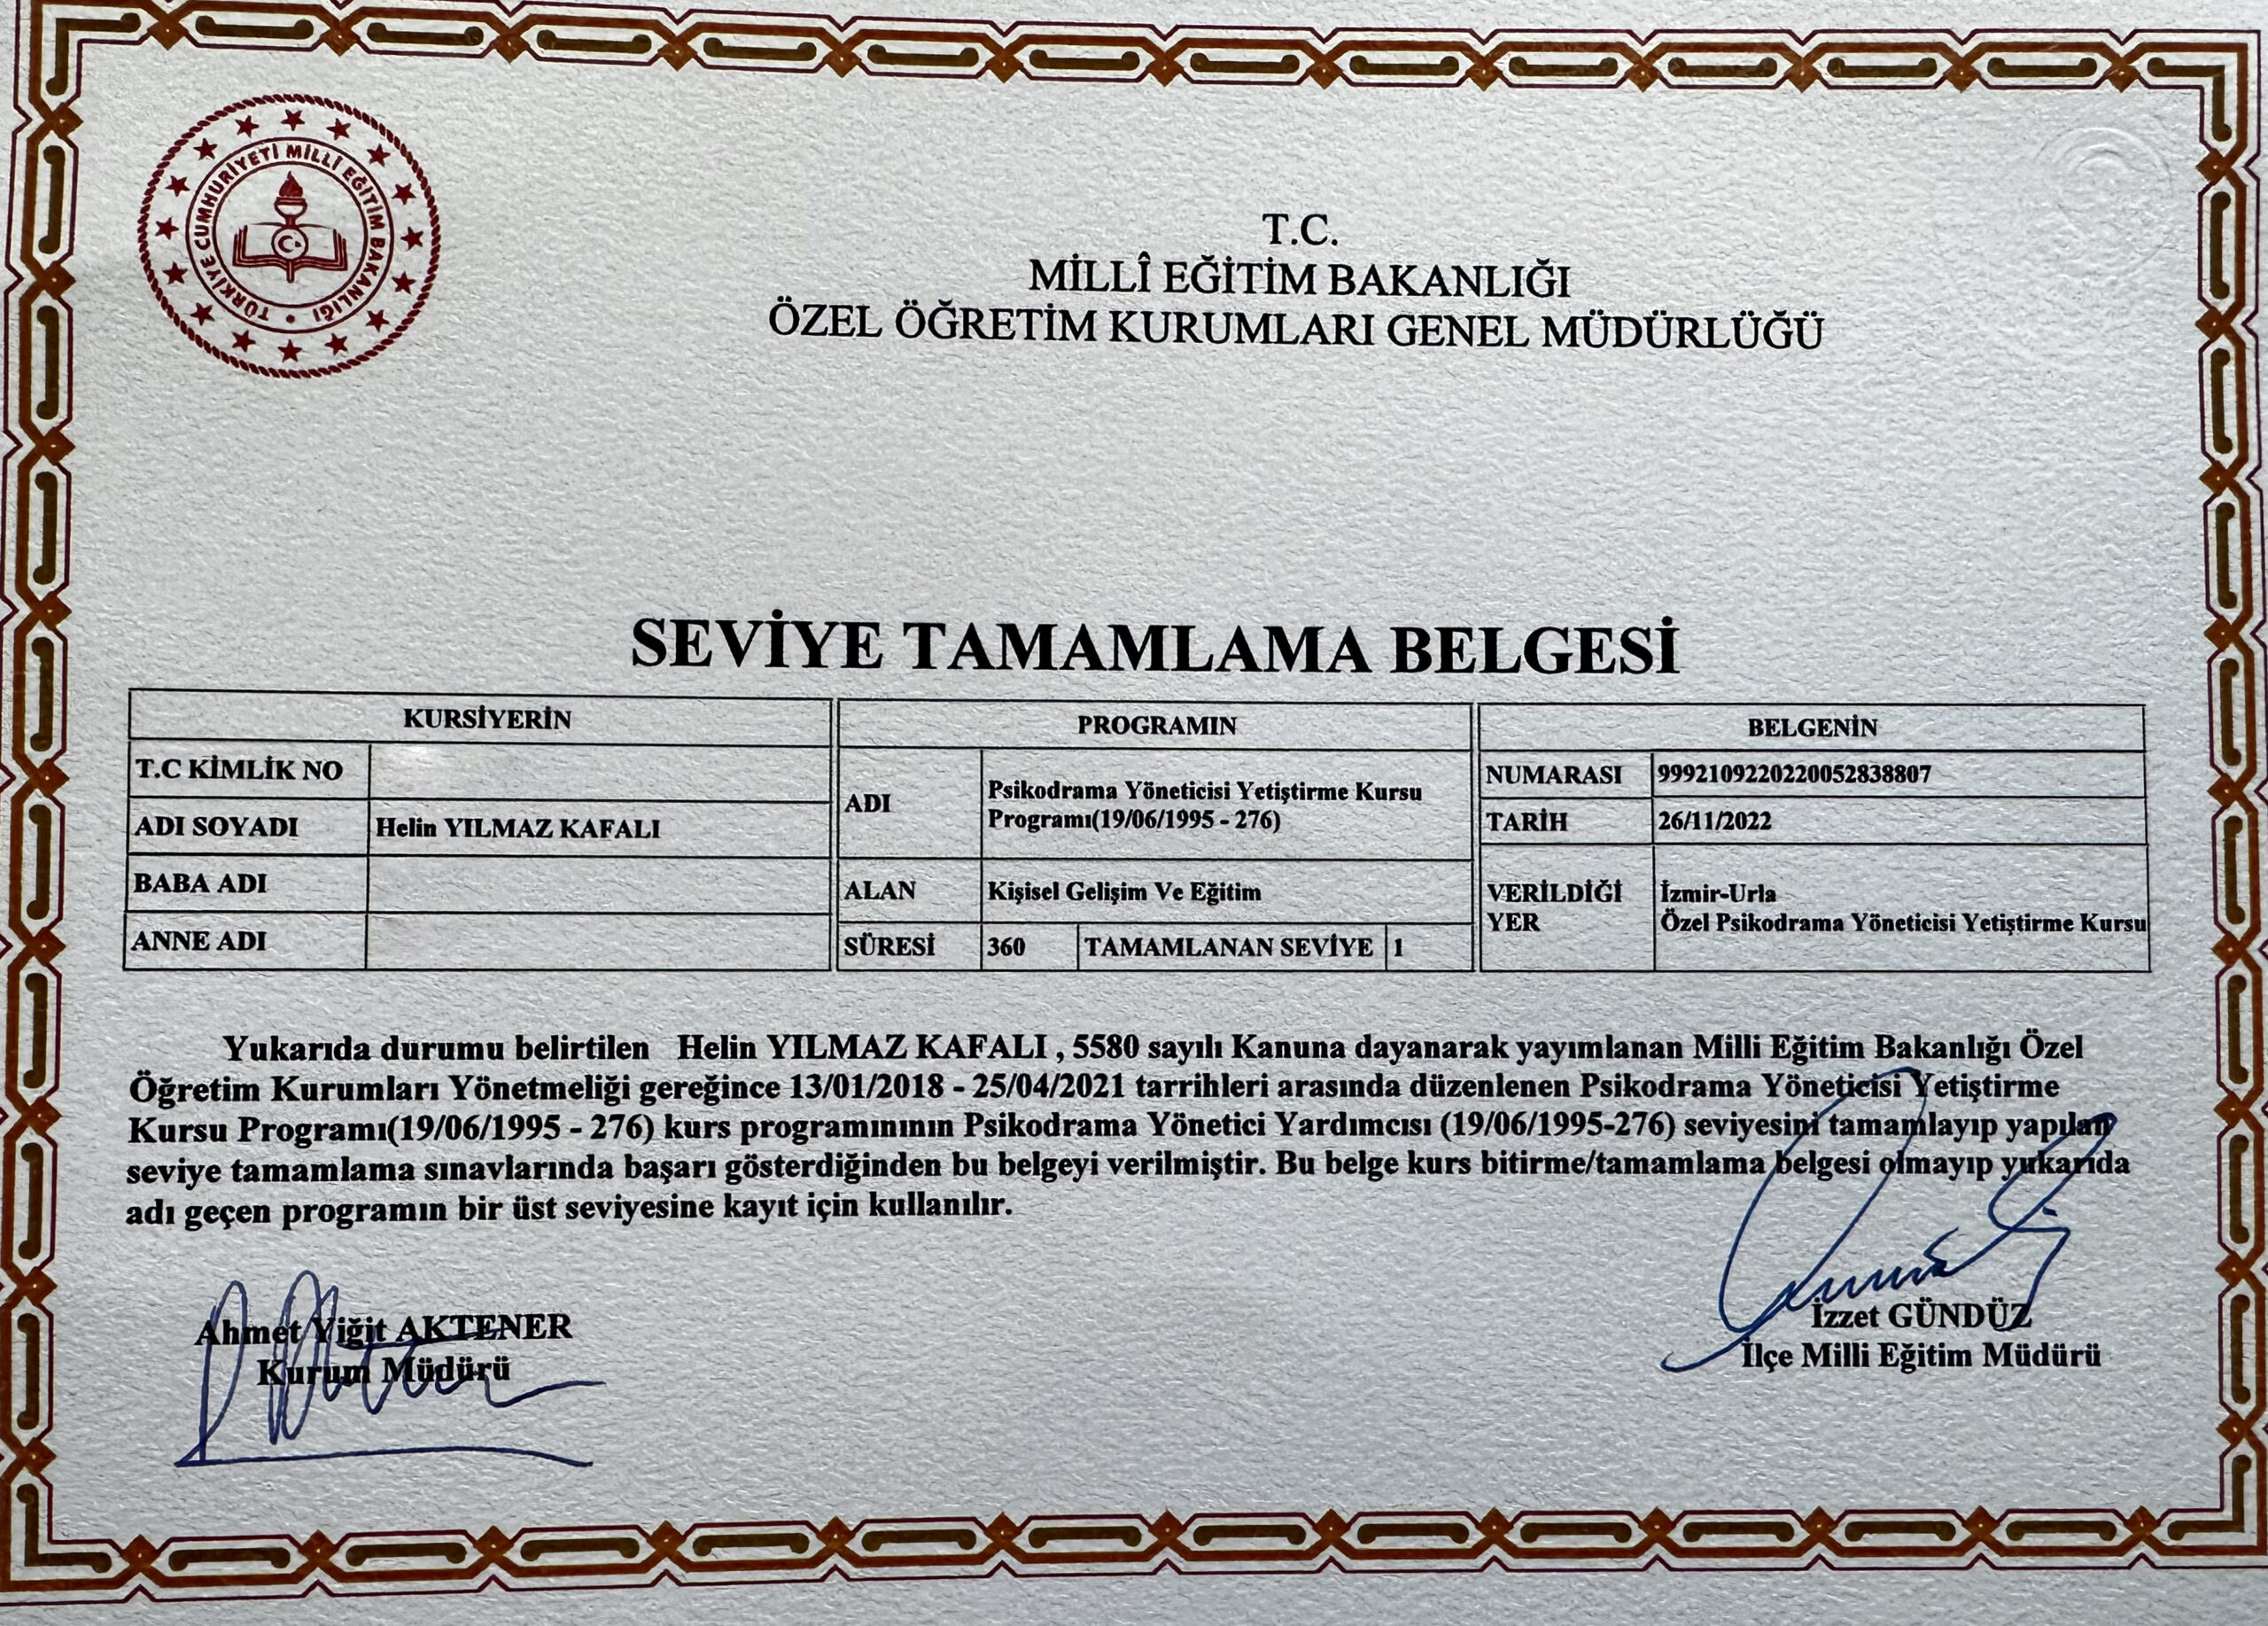 TÜRKİYE CUMHURİYETİ MİLLİ EĞİTİM BAKANLIĞI
T.C.
MİLLÎ EĞİTİM BAKANLIĞI
ÖZEL ÖĞRETİM KURUMLARI GENEL MÜDÜRLÜĞÜ
SEVİYE TAMAMLAMA BELGESİ
KURSİYERİN
T.C KİMLİK NO
ADI SOYADI Helin YILMAZ KAFALI
BABA ADI
ANNE ADI
PROGRAMIN
ADI Psikodrama Yöneticisi Yetiştirme Kursu
Programı(19/06/1995 - 276)
ALAN Kişisel Gelişim Ve Eğitim
SÜRESİ 360 TAMAMLANAN SEVİYE 1
BELGENİN
NUMARASI 9992109220220052838807
TARİH 26/11/2022
VERİLDİĞİ İzmir-Urla
YER Özel Psikodrama Yöneticisi Yetiştirme Kursu
Yukarıda durumu belirtilen Helin YILMAZ KAFALI , 5580 sayılı Kanuna dayanarak yayımlanan Milli Eğitim Bakanlığı Özel
Öğretim Kurumları Yönetmeliği gereğince 13/01/2018 - 25/04/2021 tarrihleri arasında düzenlenen Psikodrama Yöneticisi Yetiştirme
Kursu Programı(19/06/1995 - 276) kurs programınının Psikodrama Yönetici Yardımcısı (19/06/1995-276) seviyesini tamamlayıp yapılan
seviye tamamlama sınavlarında başarı gösterdiğinden bu belgeyi verilmiştir. Bu belge kurs bitirme/tamamlama belgesi olmayıp yukarıda
adı geçen programın bir üst seviyesine kayıt için kullanılır.
Ahmet Yiğit AKTENER
Kurum Müdürü
İzzet GÜNDÜZ
İlçe Milli Eğitim Müdürü